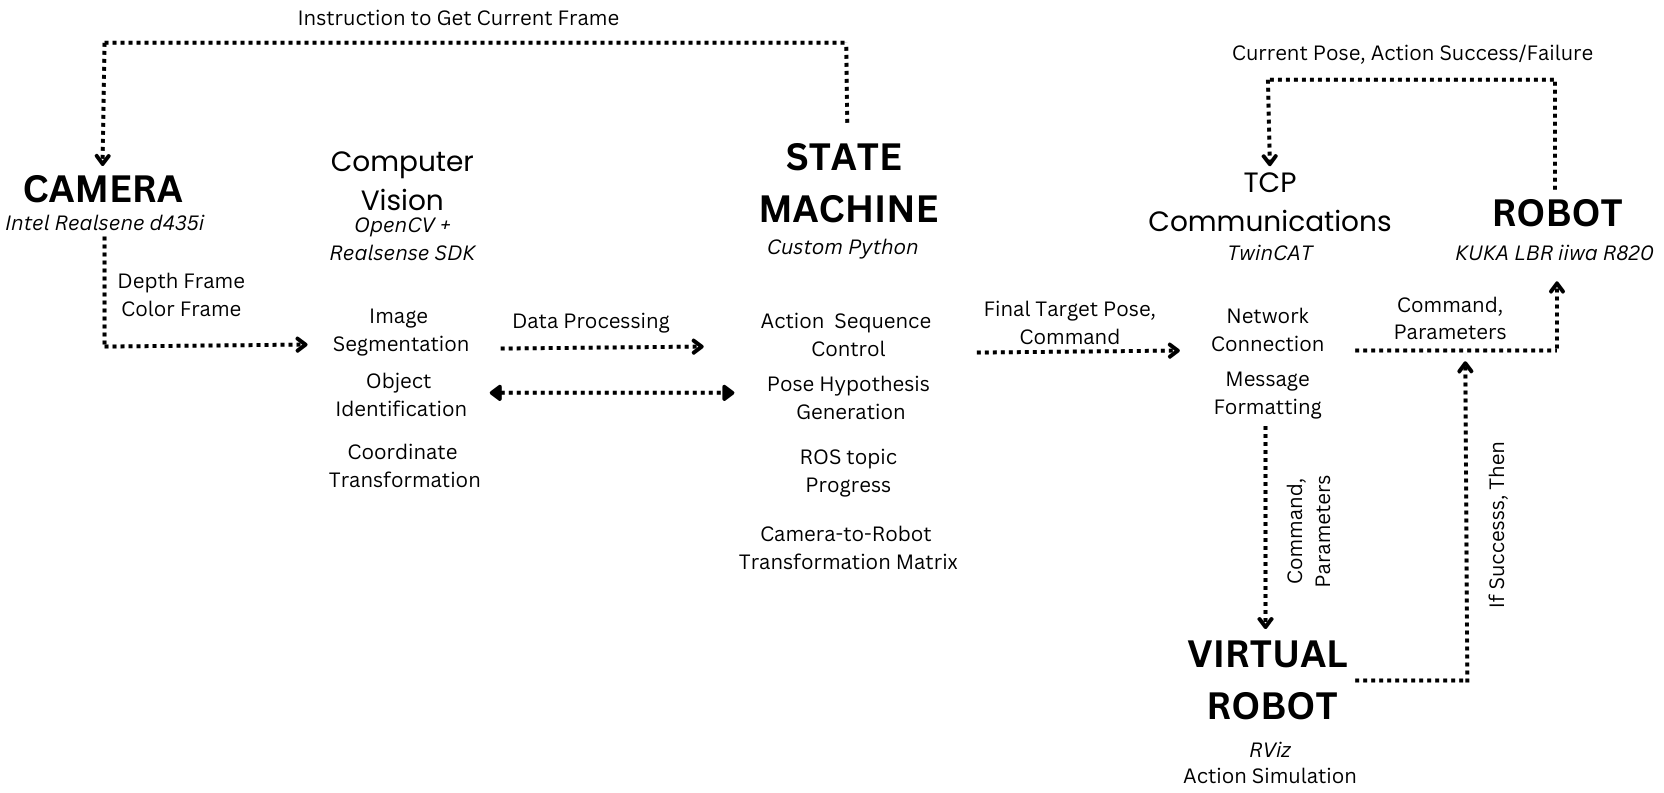 Instruction to Get Current Frame
Current Pose, Action Success/Failure
CAMERA
Intel Realsene d435i
Depth Frame
Color Frame
Computer
Vision
OpenCV +
Realsense SDK
Image
Segmentation
Object
Identification
Coordinate
Transformation
Data Processing
STATE
MACHINE
Custom Python
Action Sequence
Control
Pose Hypothesis
Generation
ROS topic
Progress
Camera-to-Robot
Transformation Matrix
Final Target Pose,
Command
TCP
Communications
TwinCAT
Network
Connection
Message
Formatting
Command,
Parameters
ROBOT
KUKA LBR iiwa R820
Command,
Parameters
If Successs, Then
VIRTUAL
ROBOT
RViz
Action Simulation